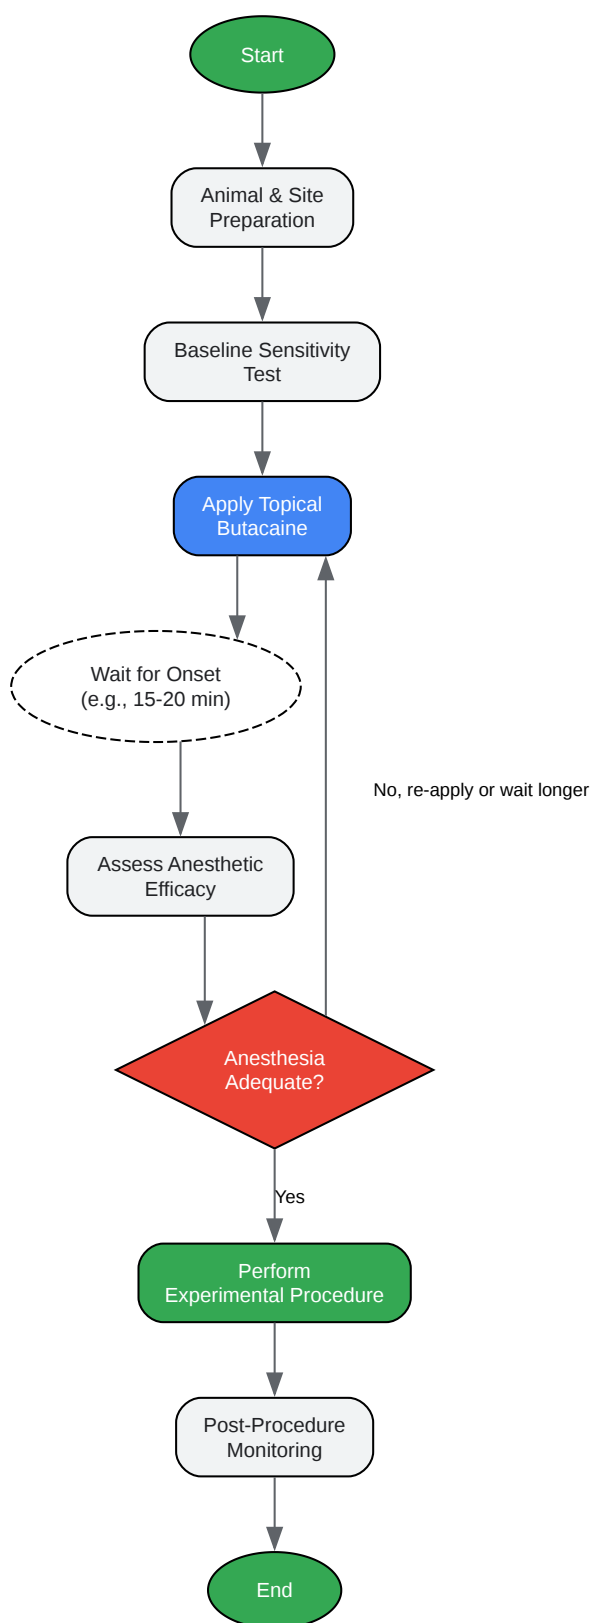 Start
Animal & Site
Preparation
Baseline Sensitivity
Test
Apply Topical
Butacaine
Wait for Onset
(e.g., 15-20 min)
No, re-apply or wait longer
Assess Anesthetic
Efficacy
Anesthesia
Adequate?
Yes
Perform
Experimental Procedure
Post-Procedure
Monitoring
End